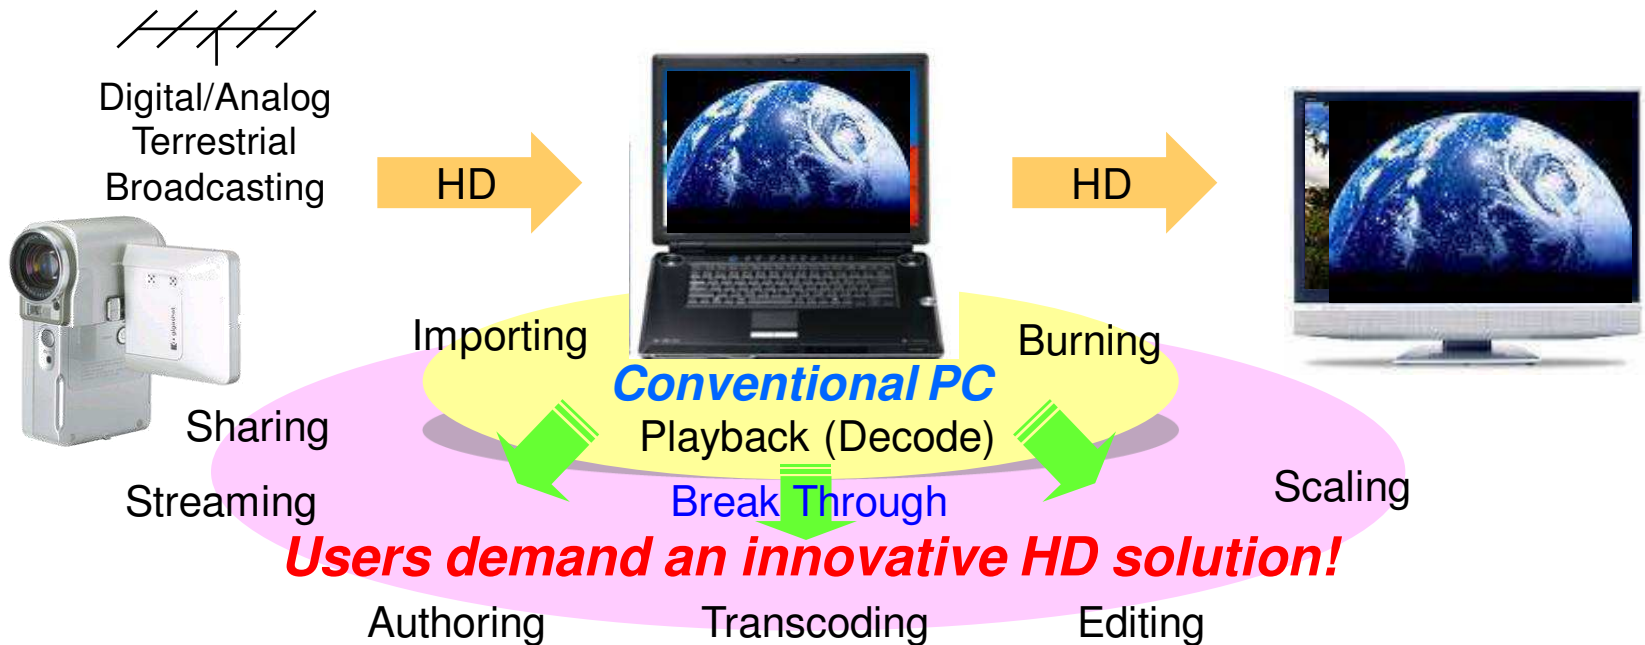 Digital/Analog
Terrestrial
Broadcasting
HD
HD
Importing
Burning
Conventional PC
Playback (Decode)
Sharing
Streaming
Break Through
Scaling
Users demand an innovative HD solution!
Authoring
Transcoding
Editing
gigashot